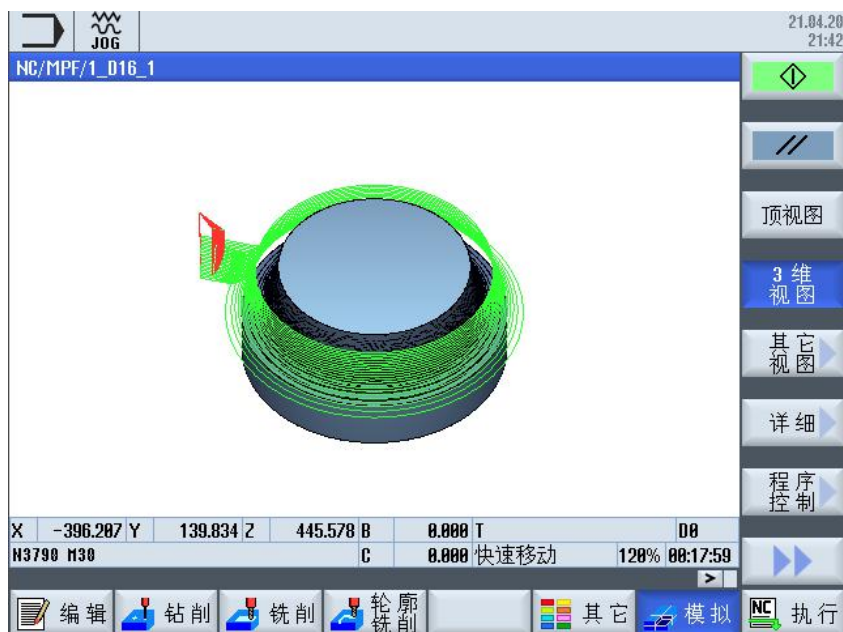 JOG
21.04.20
21:42
NC/MPF/1_D16_1
顶视图
3 维
视 图
其 它
视 图
详 细
程 序
控 制
X -396.207 Y 139.834 Z 445.578 B 0.000 T D0
N3790 M30 C 0.000 快速移动 120% 00:17:59
>
编 辑
钻 削
铣 削
轮 廓
铣 削
其 它
模 拟
NC 执 行